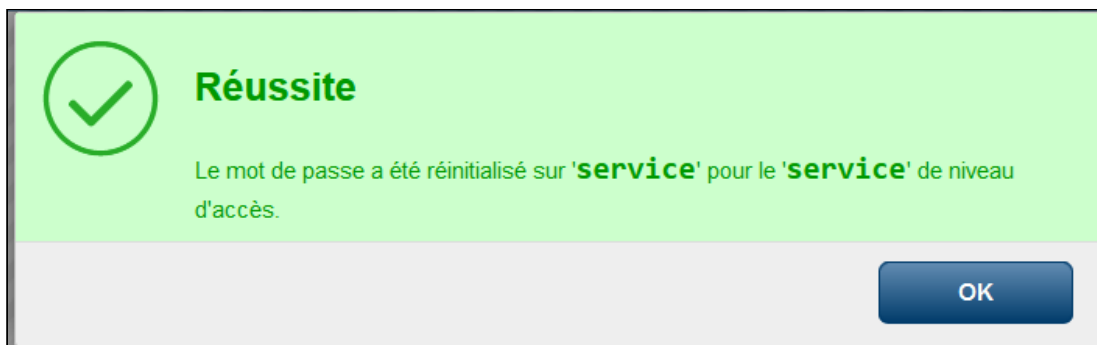 Réussite
Le mot de passe a été réinitialisé sur 'service' pour le 'service' de niveau
d'accès.
OK